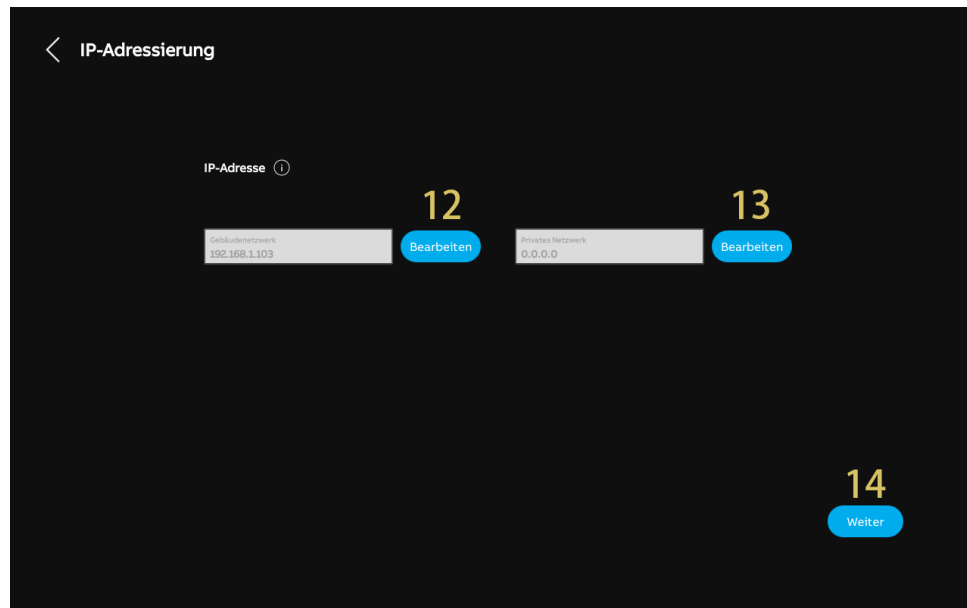 IP-Adressierung
IP-Adresse
12
13
Gebäudenetzwerk
192.168.1.103
Bearbeiten
Privates Netzwerk
0.0.0.0
Bearbeiten
14
Weiter